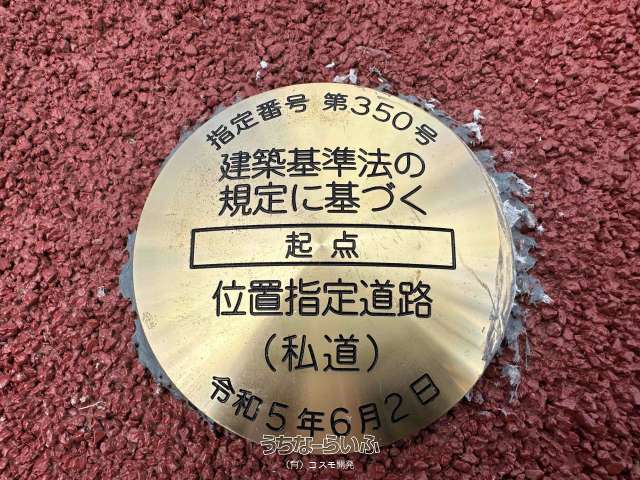 指定番号 第350号
建築基準法の
規定に基づく
起点
位置指定道路
（私道）
令和5年6月2日
うちなーらいふ
（有）コスモ開発